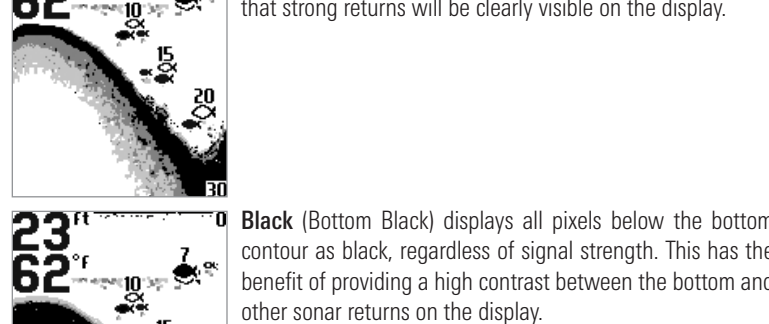 62
that strong returns will be clearly visible on the display.
10
15
20
30
23 ft 0
62 °F
7
10
15
Black (Bottom Black) displays all pixels below the bottom
contour as black, regardless of signal strength. This has the
benefit of providing a high contrast between the bottom and
other sonar returns on the display.